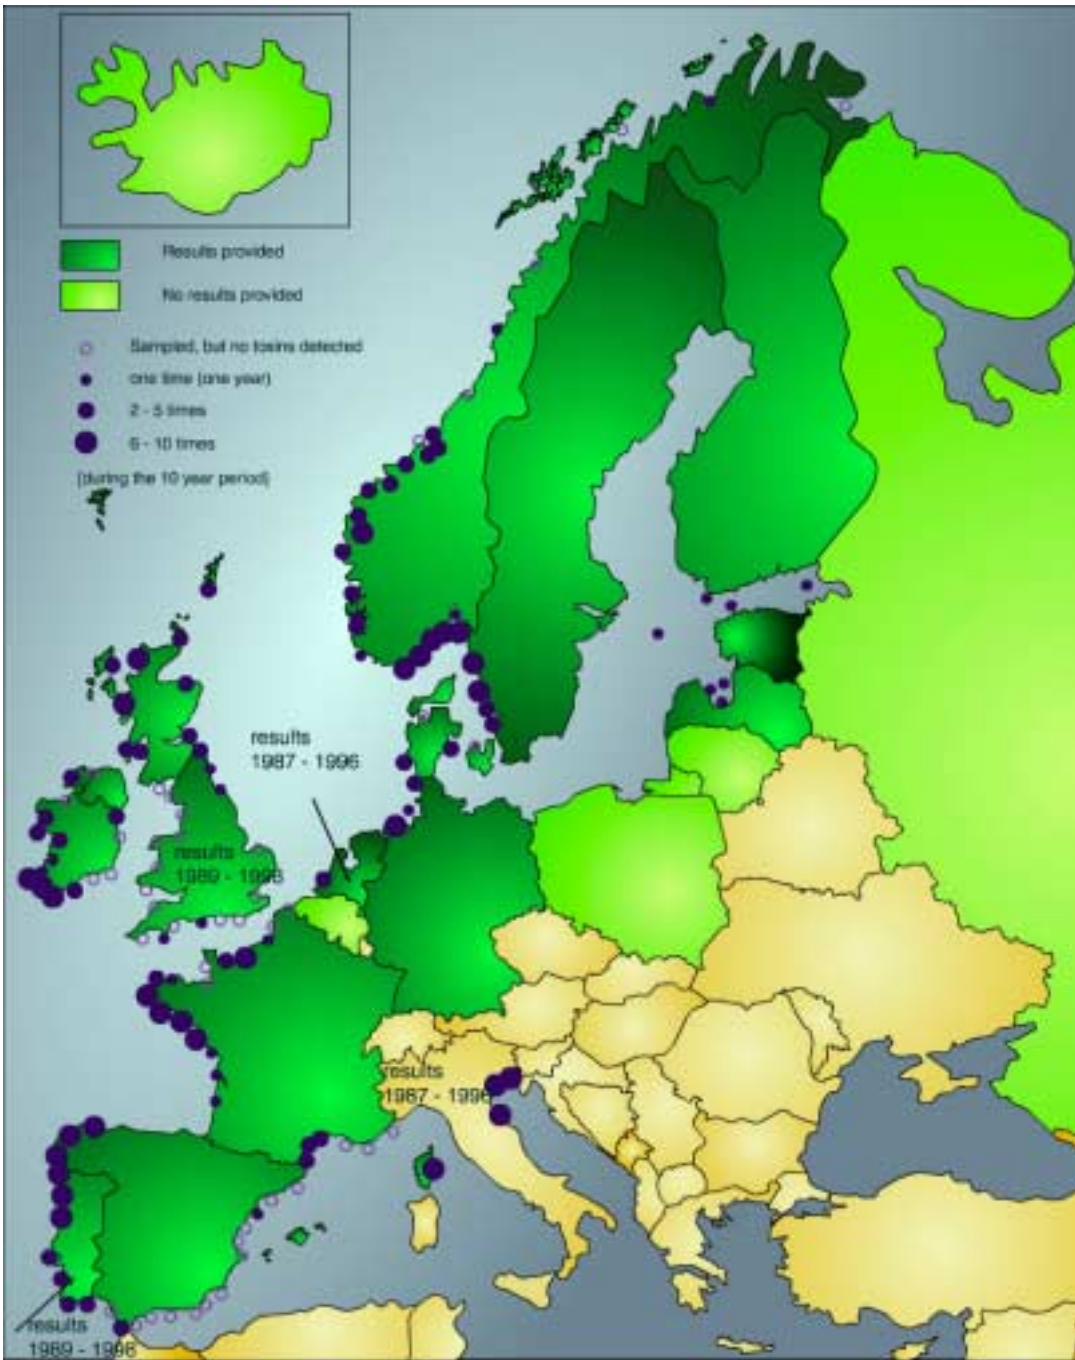 Results provided
No results provided
Sampled, but no toxins detected
one time (one year)
2 - 5 times
6 - 10 times
(during the 10 year period)
results
1987 - 1996
results
1989 - 1998
results
1987 - 1996
results
1989 - 1998